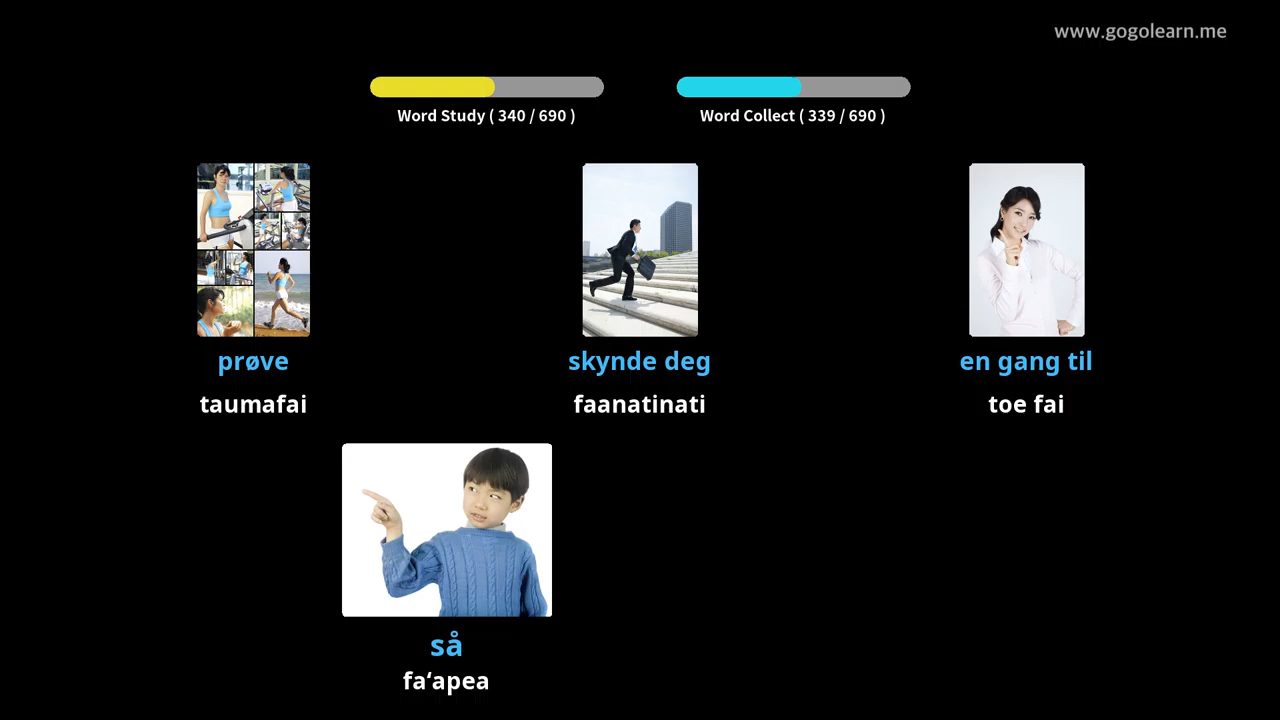 www.gogolearn.me
Word Study ( 340 / 690 )
Word Collect ( 339 / 690 )
prøve
taumafai
skynde deg
faanatinati
en gang til
toe fai
så
fa‘apea